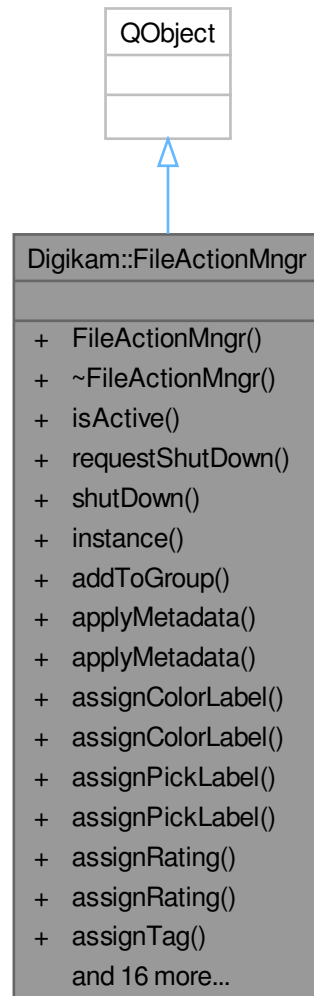 QObject
Digikam::FileActionMngr
+ FileActionMngr()
+ ~FileActionMngr()
+ isActive()
+ requestShutDown()
+ shutDown()
+ instance()
+ addToGroup()
+ applyMetadata()
+ applyMetadata()
+ assignColorLabel()
+ assignColorLabel()
+ assignPickLabel()
+ assignPickLabel()
+ assignRating()
+ assignRating()
+ assignTag()
and 16 more...